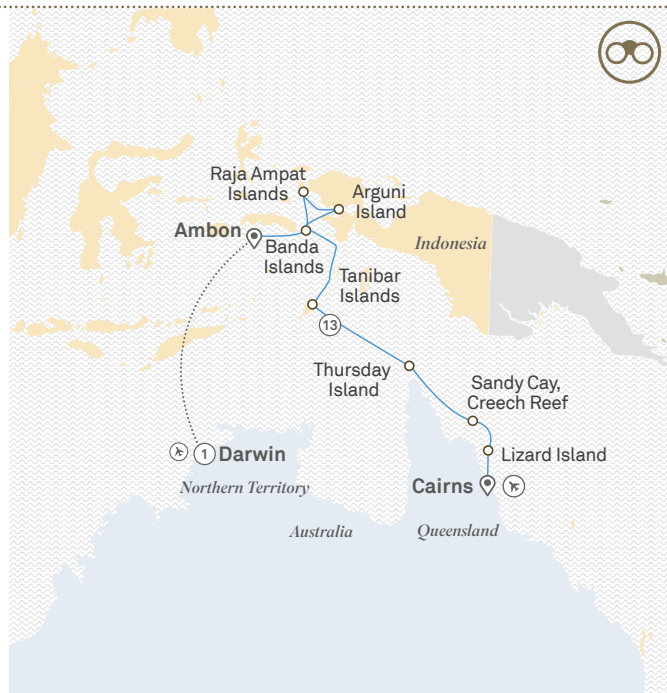 Raja Ampat
Islands
Arguni
Island
Ambon
Banda
Islands
Indonesia
Tanibar
Islands
13
Thursday
Island
Sandy Cay,
Creech Reef
1 Darwin
Lizard Island
Northern Territory
Cairns
Australia
Queensland